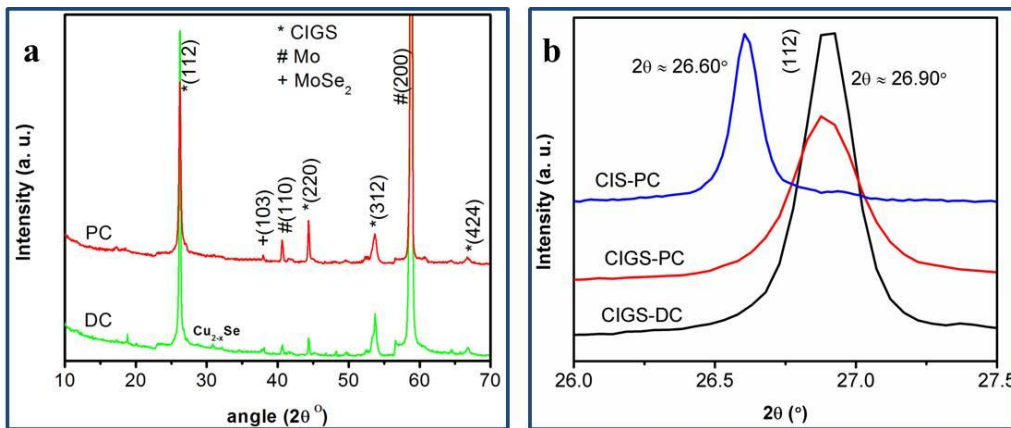 a
* CIGS
# Mo
+ MoSe2
*(112)
+(103)
#(110)
*(220)
*(312)
#(200)
*(424)
PC
DC
Cu2-xSe
Intensity (a. u.)
10 20 30 40 50 60 70
angle (2θ °)
b
2θ ≈ 26.60°
(112)
2θ ≈ 26.90°
CIS-PC
CIGS-PC
CIGS-DC
Intensity (a. u.)
26.0 26.5 27.0 27.5
2θ (°)